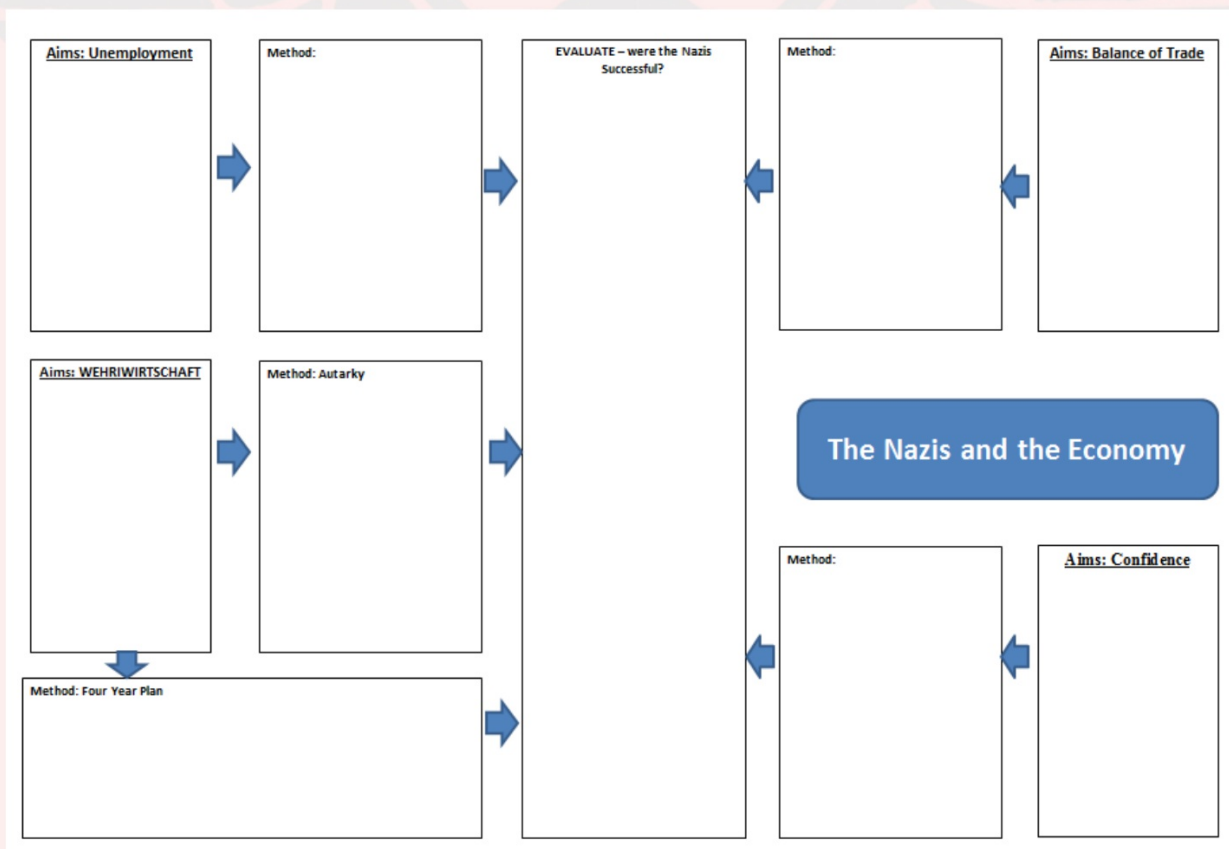 Aims: Unemployment
Method:
EVALUATE – were the Nazis
Successful?
Method:
Aims: Balance of Trade
Aims: WEHRIWIRTSCHAFT
Method: Autarky
The Nazis and the Economy
Method:
Aims: Confidence
Method: Four Year Plan